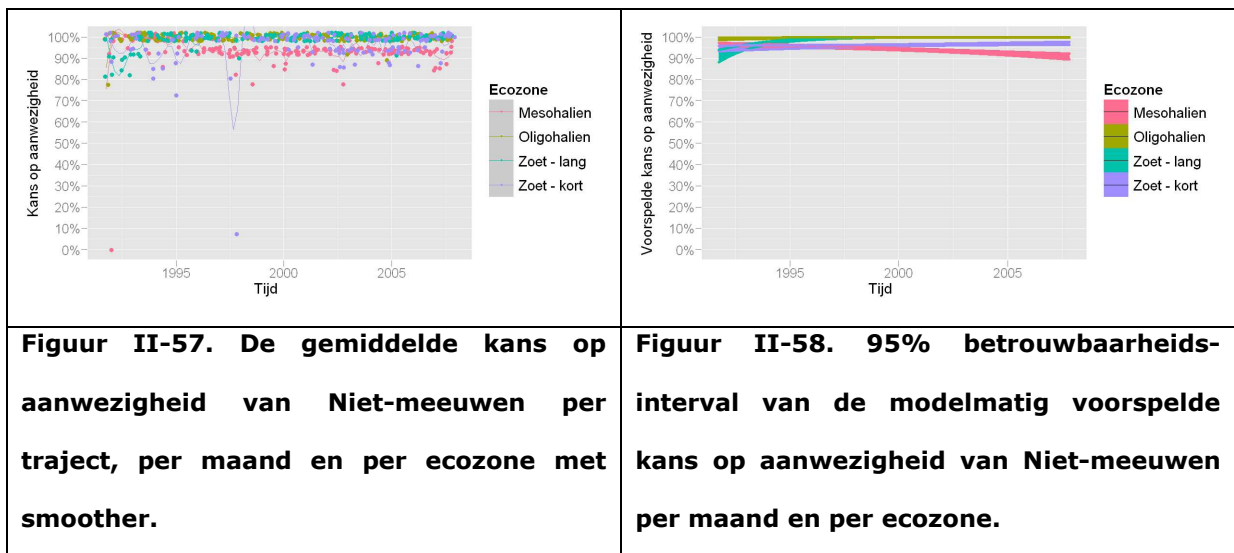 Kans op aanwezigheid
100%
90%
80%
70%
60%
50%
40%
30%
20%
10%
0%
1995
2000
2005
Tijd
Ecozone
Mesohalien
Oligohalien
Zoet - lang
Zoet - kort
Voorspelde kans op aanwezigheid
100%
90%
80%
70%
60%
50%
40%
30%
20%
10%
0%
1995
2000
2005
Tijd
Ecozone
Mesohalien
Oligohalien
Zoet - lang
Zoet - kort
Figuur II-57. De gemiddelde kans op
aanwezigheid van Niet-meeuwen per
traject, per maand en per ecozone met
smoother.
Figuur II-58. 95% betrouwbaarheids-
interval van de modelmatig voorspelde
kans op aanwezigheid van Niet-meeuwen
per maand en per ecozone.